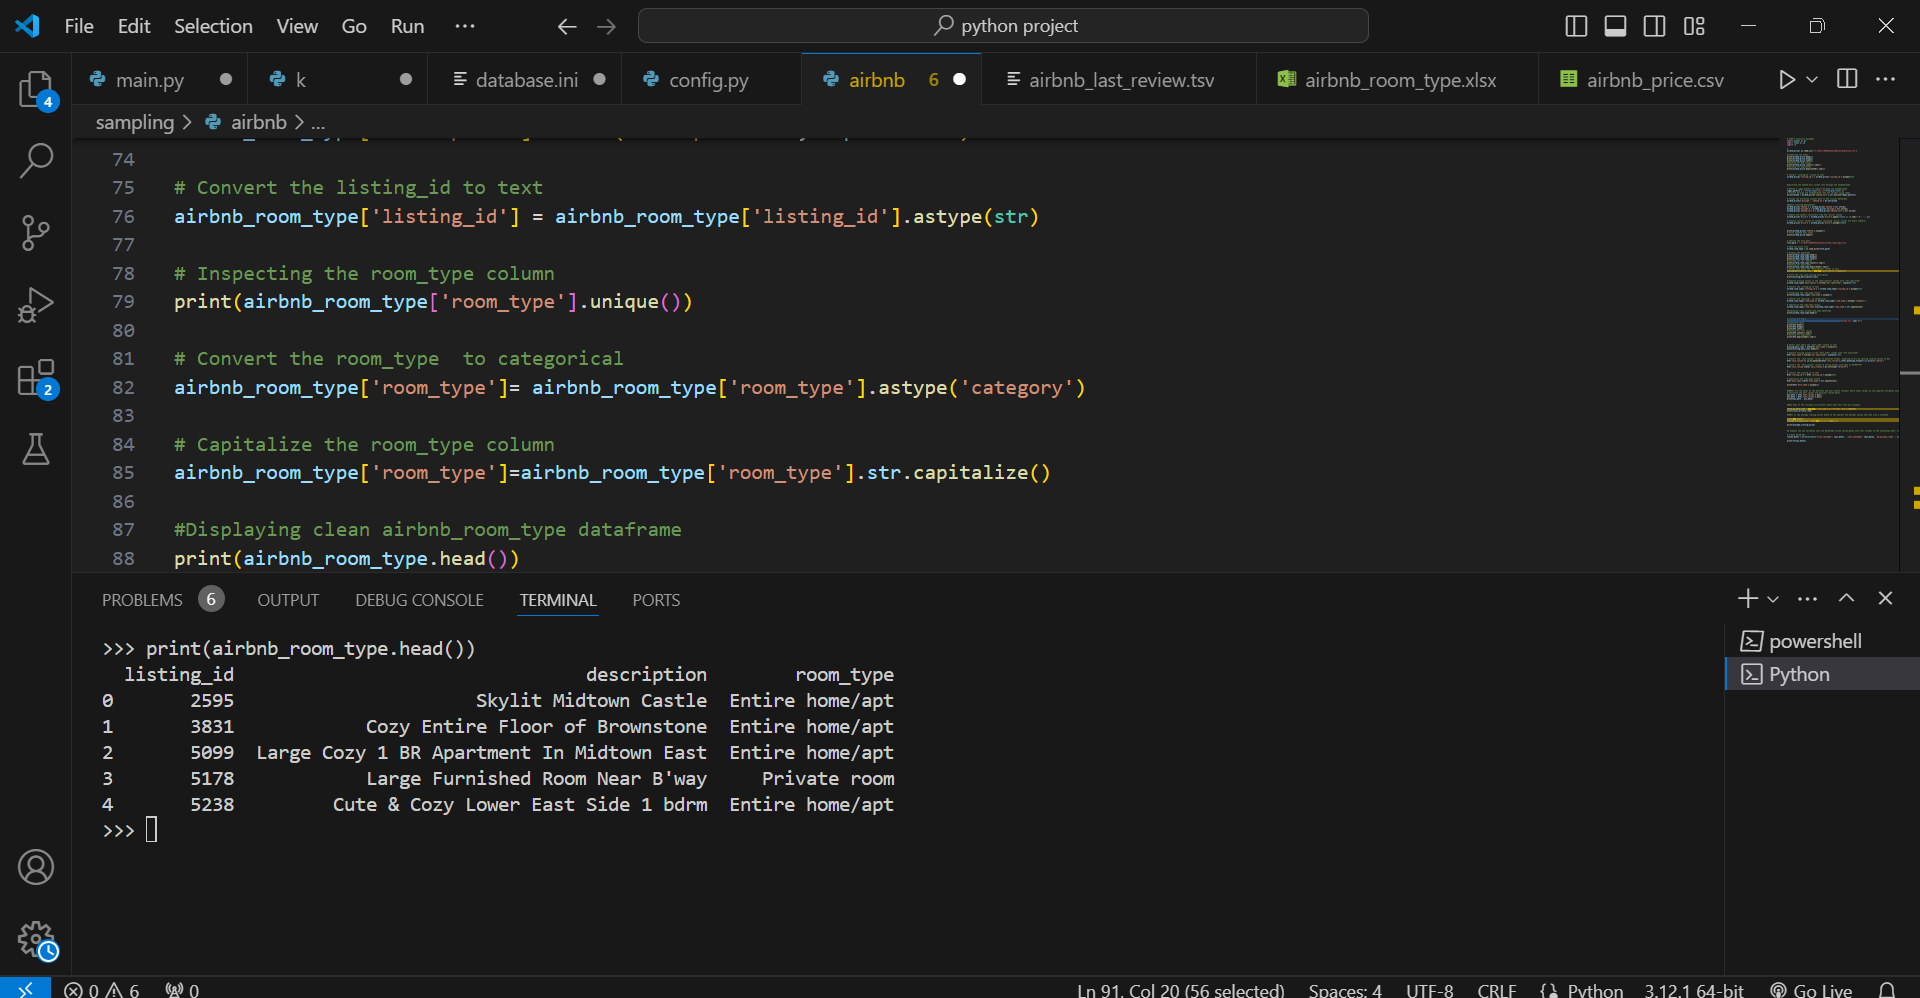 File Edit Selection View Go Run ··· python project
main.py k database.ini config.py airbnb 6 airbnb_last_review.tsv airbnb_room_type.xlsx airbnb_price.csv
4
sampling > airbnb > ...
74
75 # Convert the listing_id to text
76 airbnb_room_type['listing_id'] = airbnb_room_type['listing_id'].astype(str)
77
78 # Inspecting the room_type column
79 print(airbnb_room_type['room_type'].unique())
80
81 # Convert the room_type  to categorical
82 airbnb_room_type['room_type']= airbnb_room_type['room_type'].astype('category')
2
83
84 # Capitalize the room_type column
85 airbnb_room_type['room_type']=airbnb_room_type['room_type'].str.capitalize()
86
87 #Displaying clean airbnb_room_type dataframe
88 print(airbnb_room_type.head())
PROBLEMS 6 OUTPUT DEBUG CONSOLE TERMINAL PORTS
>>> print(airbnb_room_type.head())
listing_id description room_type
0 2595 Skylit Midtown Castle Entire home/apt
1 3831 Cozy Entire Floor of Brownstone Entire home/apt
2 5099 Large Cozy 1 BR Apartment In Midtown East Entire home/apt
3 5178 Large Furnished Room Near B'way Private room
4 5238 Cute & Cozy Lower East Side 1 bdrm Entire home/apt
>>>
powershell
Python
0 6 0 Ln 91, Col 20 (56 selected) Spaces: 4 UTF-8 CRLF {} Python 3.12.1 64-bit Go Live